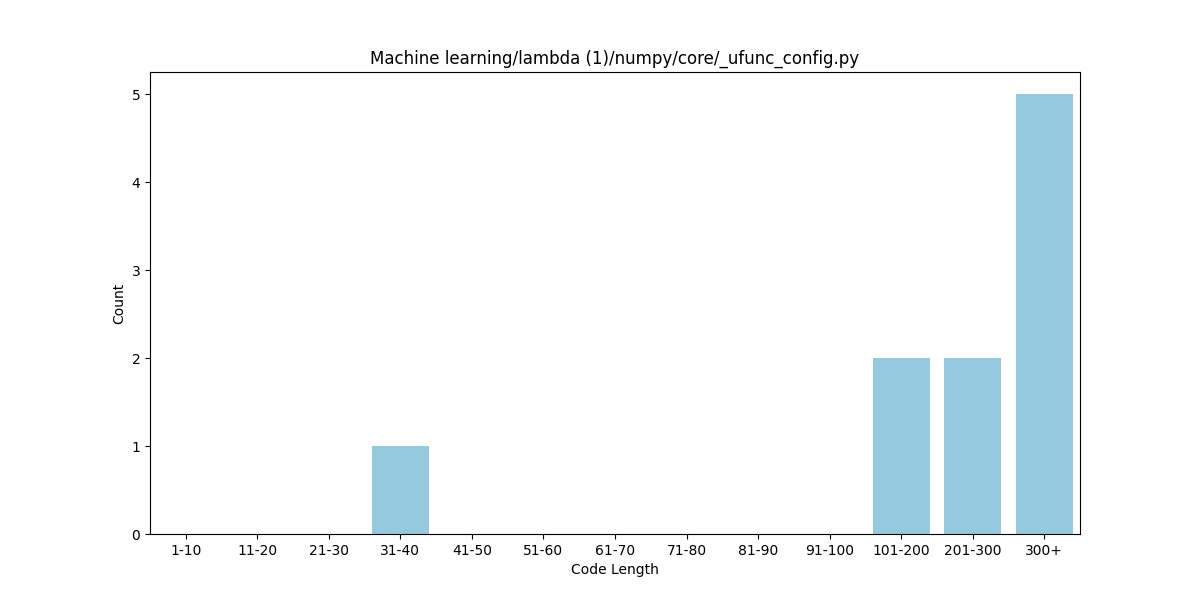 Machine learning/lambda (1)/numpy/core/_ufunc_config.py
5
4
3
2
1
0
Count
1-10 11-20 21-30 31-40 41-50 51-60 61-70 71-80 81-90 91-100 101-200 201-300 300+
Code Length